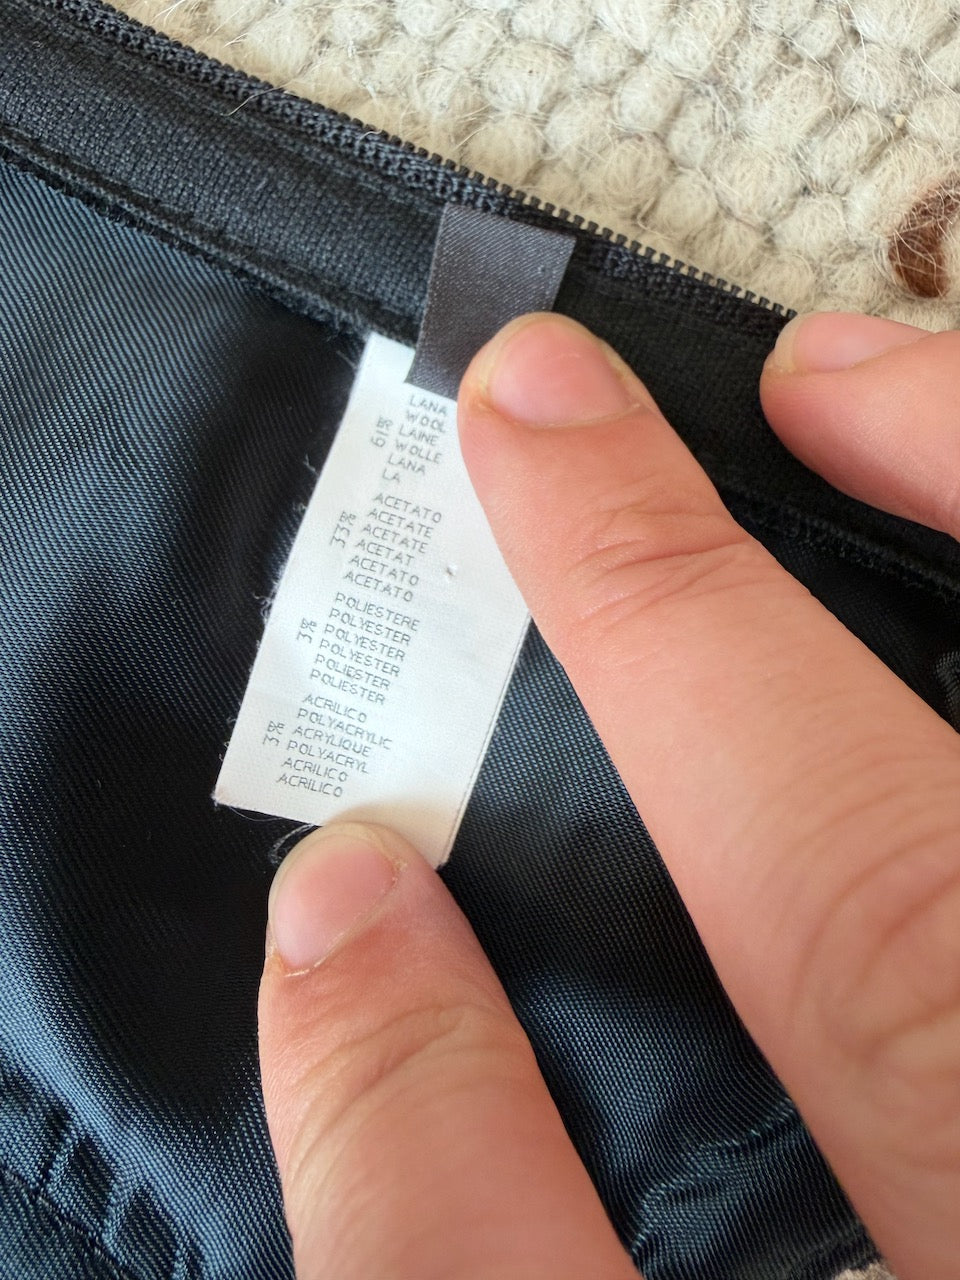 LANA
WOOL
61% LAINE
WOLLE
LANA
LA
ACETATO
ACETATE
33% ACETATE
ACETAT
ACETATO
ACETATO
POLIESTERE
POLYESTER
3% POLYESTER
POLYESTER
POLIESTER
POLIESTER
ACRILICO
POLYACRYLIC
3% ACRYLIQUE
POLYACRYL
ACRILICO
ACRILICO